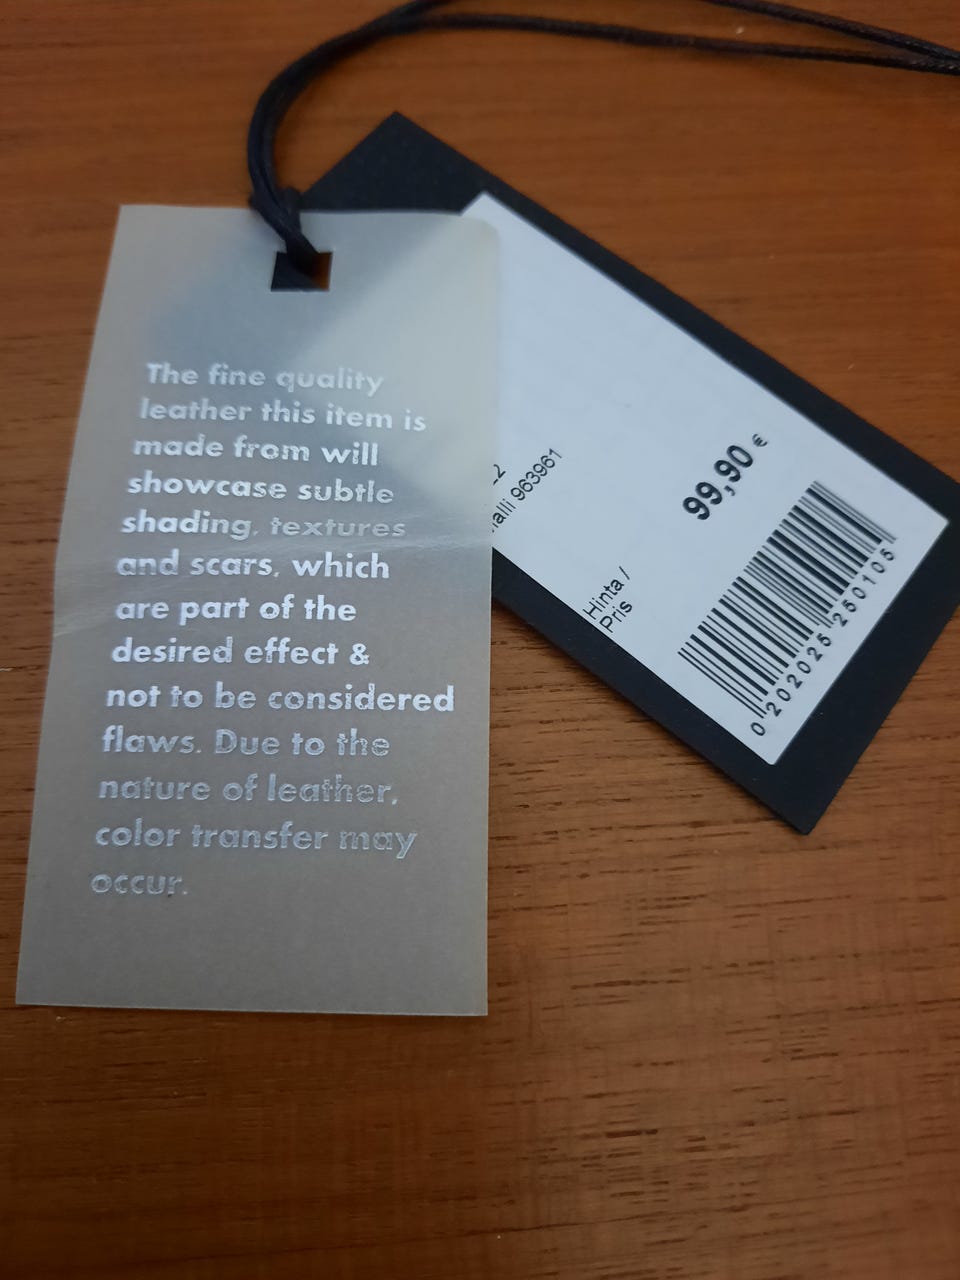 The fine quality
leather this item is
made from will
showcase subtle
shading, textures
and scars, which
are part of the
desired effect &
not to be considered
flaws. Due to the
nature of leather,
color transfer may
occur.
963961
99,90 €
Hinta /
Pris
0 202025 250105